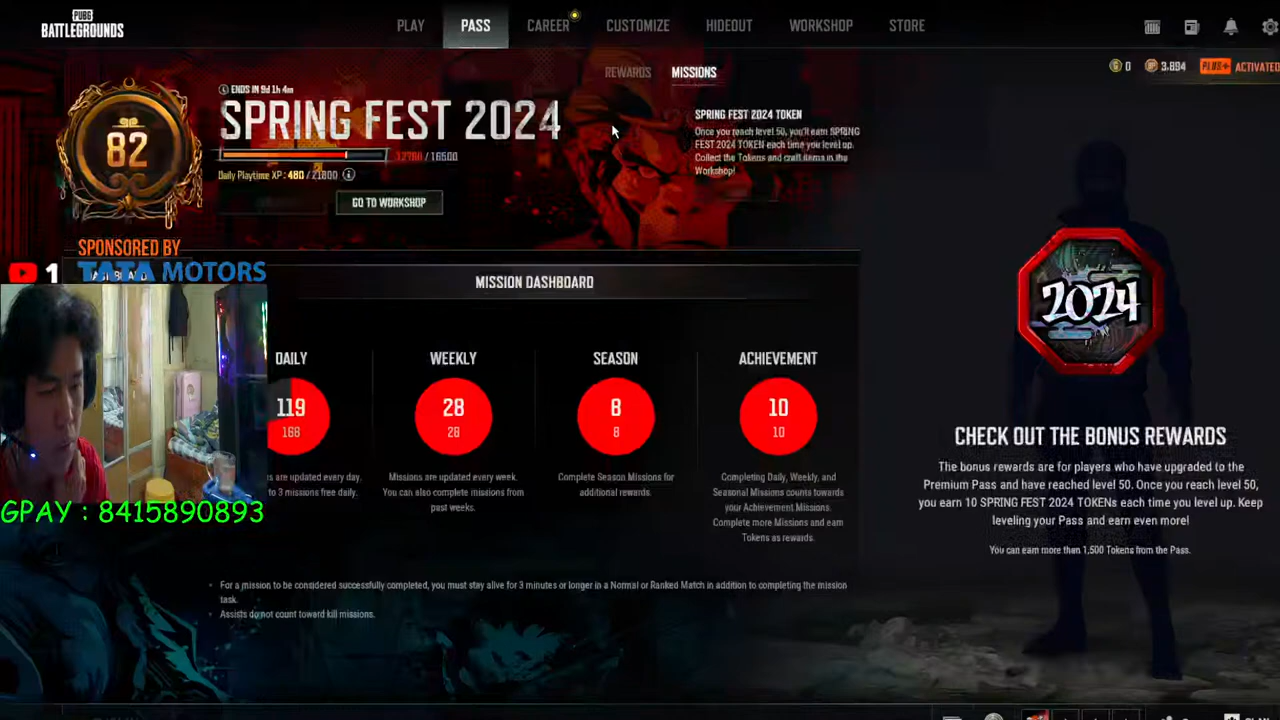 PUBG
BATTLEGROUNDS
PLAY
PASS
CAREER
CUSTOMIZE
HIDEOUT
WORKSHOP
STORE
REWARDS
MISSIONS
0
3,894
PLUS+
ACTIVATED
ENDS IN 9d 1h 4m
SPRING FEST 2024
82
12760 / 16500
Daily Playtime XP : 480 / 21600
GO TO WORKSHOP
SPRING FEST 2024 TOKEN
Once you reach level 50, you'll earn SPRING
FEST 2024 TOKEN each time you level up.
Collect the Tokens and craft items in the
Workshop!
SPONSORED BY
TATA MOTORS
1
MISSION DASHBOARD
DAILY
119
168
are updated every day.
to 3 missions free daily.
WEEKLY
28
28
Missions are updated every week.
You can also complete missions from
past weeks.
SEASON
8
8
Complete Season Missions for
additional rewards.
ACHIEVEMENT
10
10
Completing Daily, Weekly, and
Seasonal Missions counts towards
your Achievement Missions.
Complete more Missions and earn
Tokens as rewards.
2024
CHECK OUT THE BONUS REWARDS
The bonus rewards are for players who have upgraded to the
Premium Pass and have reached level 50. Once you reach level 50,
you earn 10 SPRING FEST 2024 TOKENs each time you level up. Keep
leveling your Pass and earn even more!
You can earn more than 1,500 Tokens from the Pass.
GPAY : 8415890893
For a mission to be considered successfully completed, you must stay alive for 3 minutes or longer in a Normal or Ranked Match in addition to completing the mission
task.
Assists do not count toward kill missions.